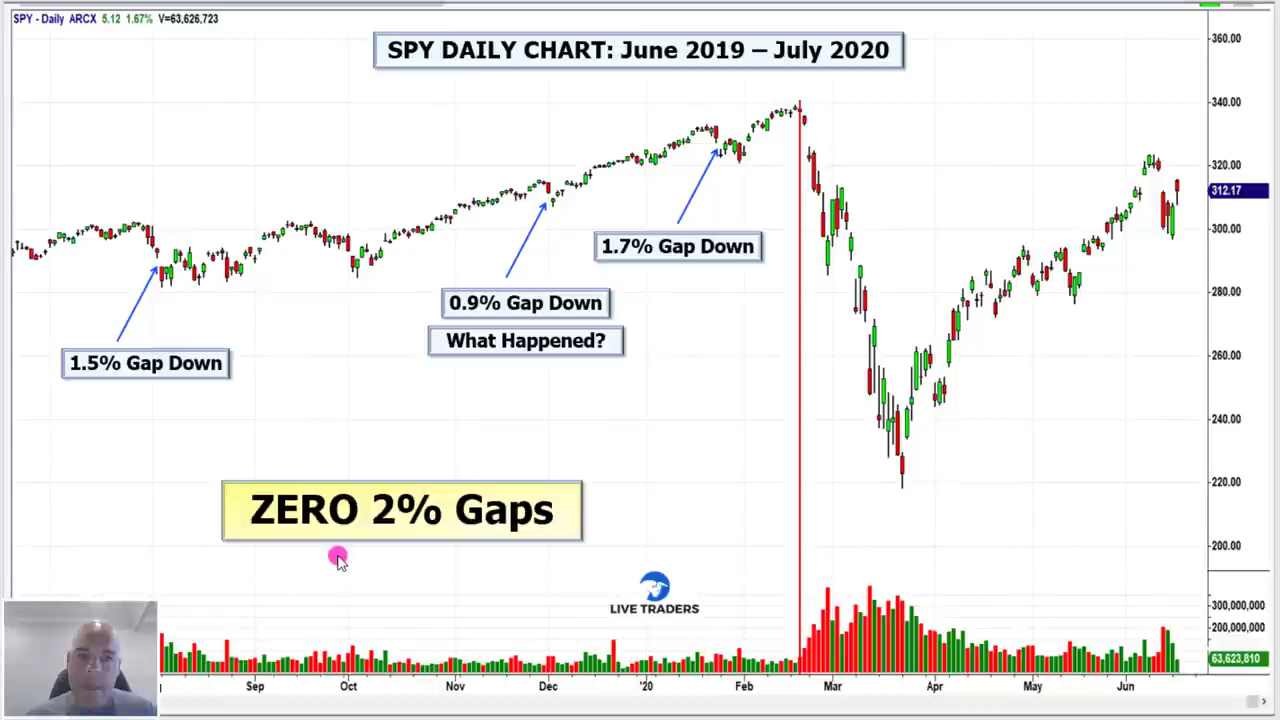 SPY - Daily ARCX 5.12 1.67% V=63,626,723
SPY DAILY CHART: June 2019 – July 2020
360.00
340.00
320.00
312.17
300.00
280.00
260.00
240.00
220.00
200.00
1.7% Gap Down
0.9% Gap Down
What Happened?
1.5% Gap Down
ZERO 2% Gaps
LIVE TRADERS
300,000,000
200,000,000
63,623,810
Sep Oct Nov Dec '20 Feb Mar Apr May Jun